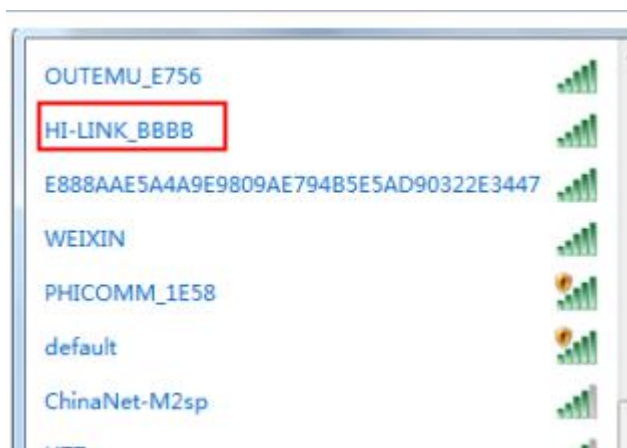 OUTEMU_E756
HI-LINK_BBBB
E888AAE5A4A9E9809AE794B5E5AD90322E3447
WEIXIN
PHICOMM_1E58
default
ChinaNet-M2sp